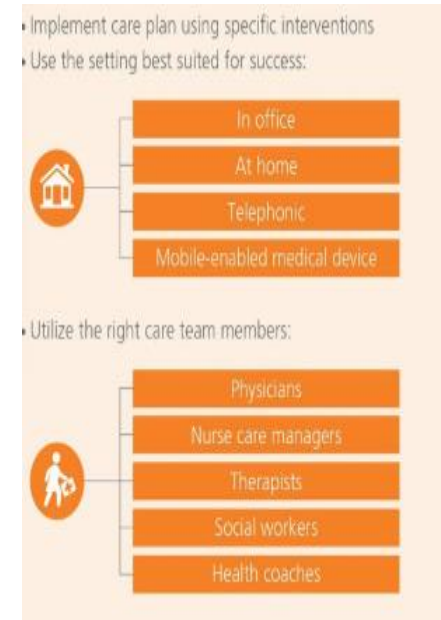 • Implement care plan using specific interventions
• Use the setting best suited for success:
In office
At home
Telephonic
Mobile-enabled medical device
• Utilize the right care team members:
Physicians
Nurse care managers
Therapists
Social workers
Health coaches